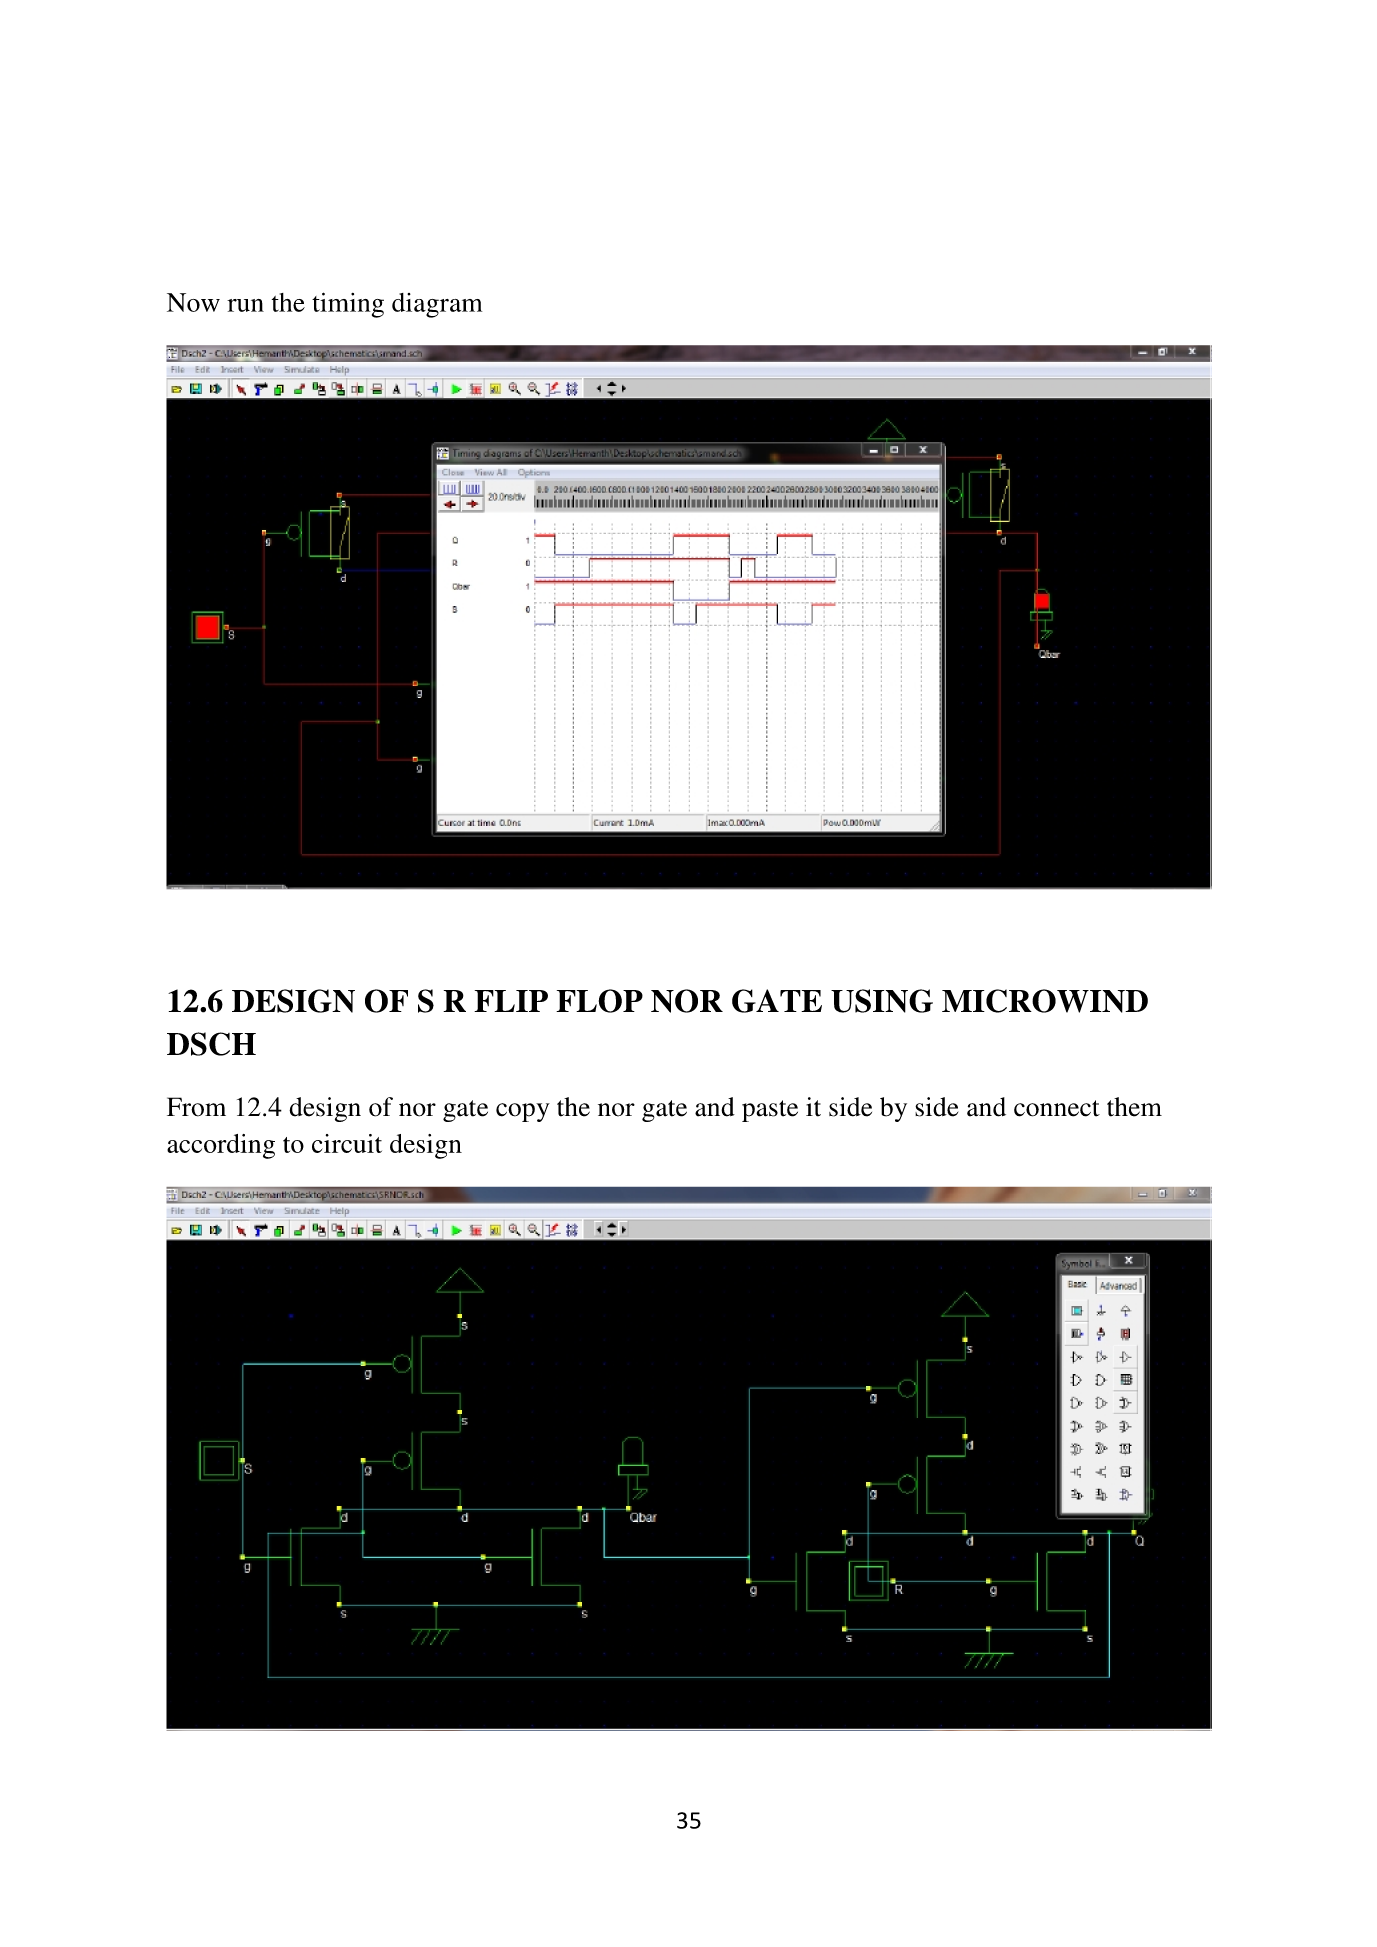 Now run the timing diagram
Dsch2 - C:\Users\Hemanth\Desktop\schematics\srnand.sch
File Edit Insert View Simulate Help
Timing diagrams of C:\Users\Hemanth\Desktop\schematics\srnand.sch
Close View All Options
20.0ns/div
Q 1
R 0
Qbar 1
S 0
Cursor at time 0.0ns Current 1.0mA Imax:0.000mA Pow:0.000mW
s
g
d
S
g
g
s
d
Qbar
12.6 DESIGN OF S R FLIP FLOP NOR GATE USING MICROWIND
DSCH
From 12.4 design of nor gate copy the nor gate and paste it side by side and connect them
according to circuit design
Dsch2 - C:\Users\Hemanth\Desktop\schematics\SRNOR.sch
File Edit Insert View Simulate Help
Basic Advanced
s
s
g
g
s
d
S
g
d d d Qbar
d d d Q
g g
g R g
s s
s s
35